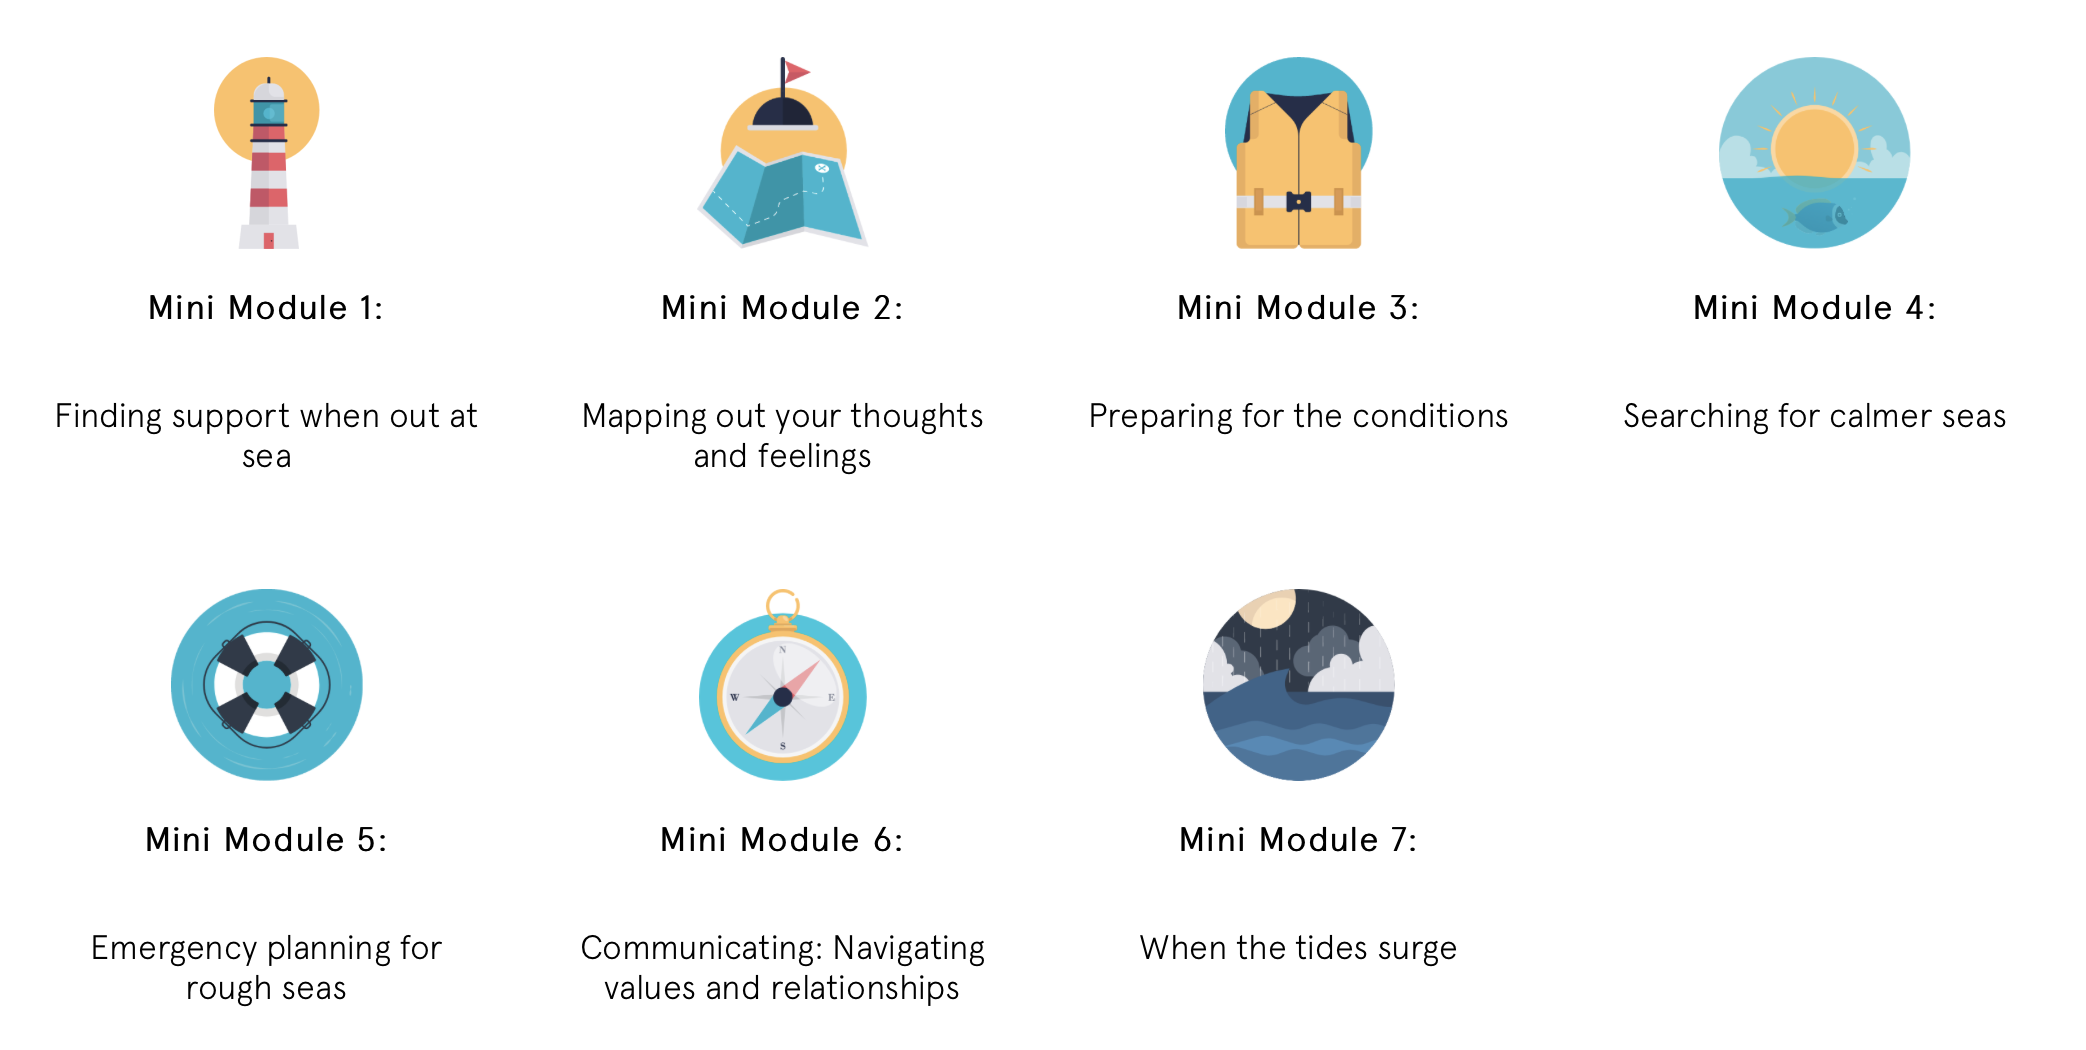 Mini Module 1:
Finding support when out at
sea
Mini Module 2:
Mapping out your thoughts
and feelings
Mini Module 3:
Preparing for the conditions
Mini Module 4:
Searching for calmer seas
Mini Module 5:
Emergency planning for
rough seas
N
W
E
S
Mini Module 6:
Communicating: Navigating
values and relationships
Mini Module 7:
When the tides surge